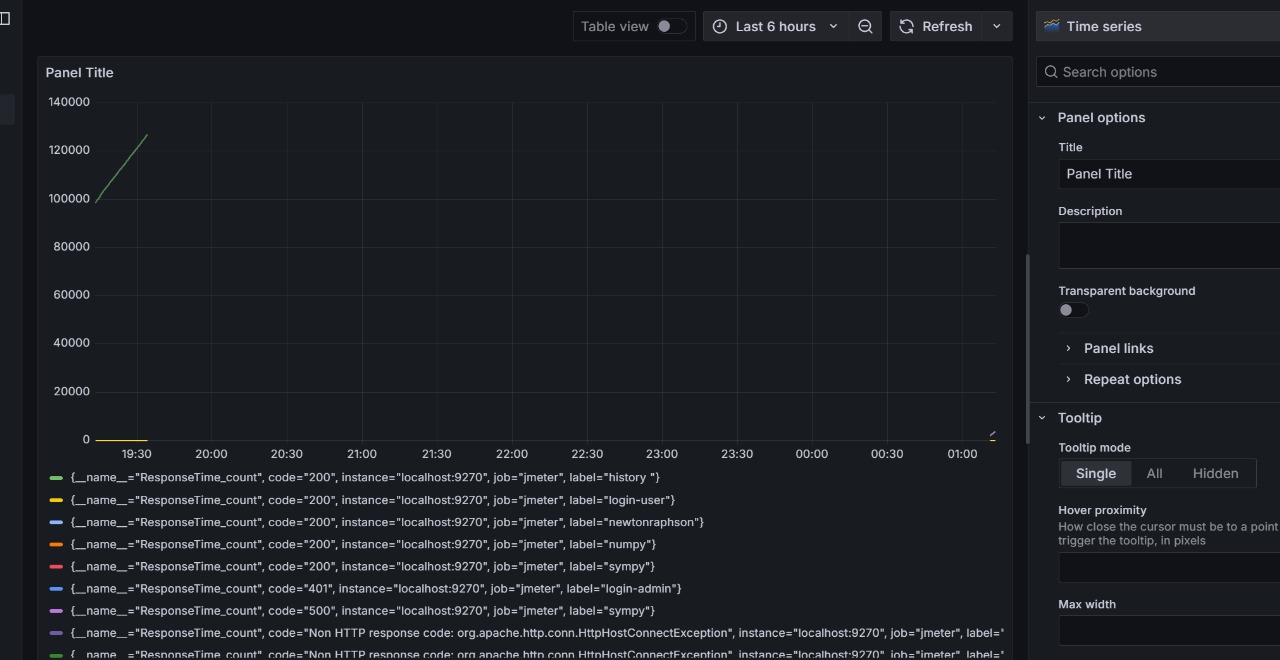 Table view
Last 6 hours
Refresh
Time series
Panel Title
Search options
140000
120000
100000
80000
60000
40000
20000
0
19:30 20:00 20:30 21:00 21:30 22:00 22:30 23:00 23:30 00:00 00:30 01:00
{__name__="ResponseTime_count", code="200", instance="localhost:9270", job="jmeter", label="history "}
{__name__="ResponseTime_count", code="200", instance="localhost:9270", job="jmeter", label="login-user"}
{__name__="ResponseTime_count", code="200", instance="localhost:9270", job="jmeter", label="newtonraphson"}
{__name__="ResponseTime_count", code="200", instance="localhost:9270", job="jmeter", label="numpy"}
{__name__="ResponseTime_count", code="200", instance="localhost:9270", job="jmeter", label="sympy"}
{__name__="ResponseTime_count", code="401", instance="localhost:9270", job="jmeter", label="login-admin"}
{__name__="ResponseTime_count", code="500", instance="localhost:9270", job="jmeter", label="sympy"}
{__name__="ResponseTime_count", code="Non HTTP response code: org.apache.http.conn.HttpHostConnectException", instance="localhost:9270", job="jmeter", label="
{__name__="ResponseTime_count", code="Non HTTP response code: org.apache.http.conn.HttpHostConnectException", instance="localhost:9270", job="jmeter", label="
Panel options
Title
Panel Title
Description
Transparent background
Panel links
Repeat options
Tooltip
Tooltip mode
Single All Hidden
Hover proximity
How close the cursor must be to a point
trigger the tooltip, in pixels
Max width